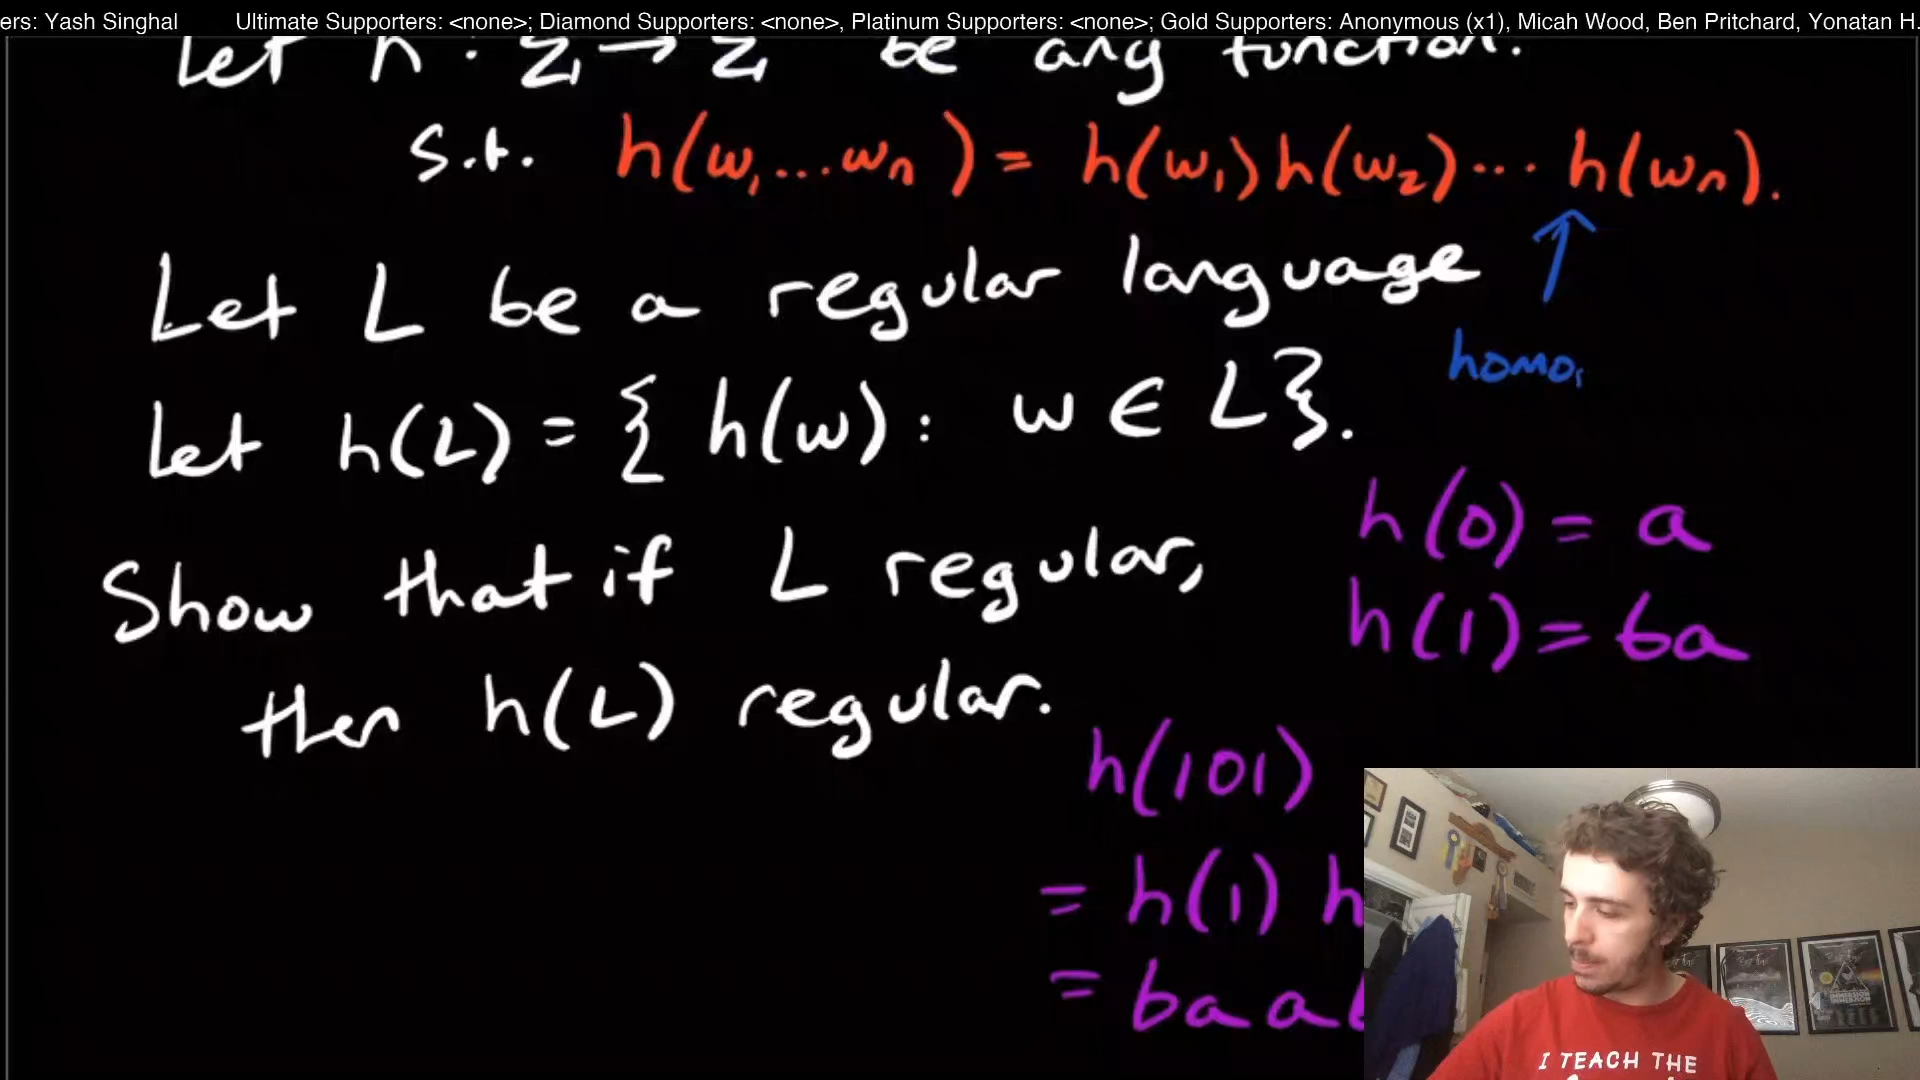 ers: Yash Singhal Ultimate Supporters: <none>; Diamond Supporters: <none>, Platinum Supporters: <none>; Gold Supporters: Anonymous (x1), Micah Wood, Ben Pritchard, Yonatan H.
Let h : Σ → Σ be any function.
s.t. h(w₁...wₙ) = h(w₁)h(w₂)··· h(wₙ).
Let L be a regular language ↑
homo
Let h(L) = { h(w) : w ∈ L }.
h(0) = a
Show that if L regular,
h(1) = ba
then h(L) regular.
h(101)
= h(1) h
= baa
I TEACH THE